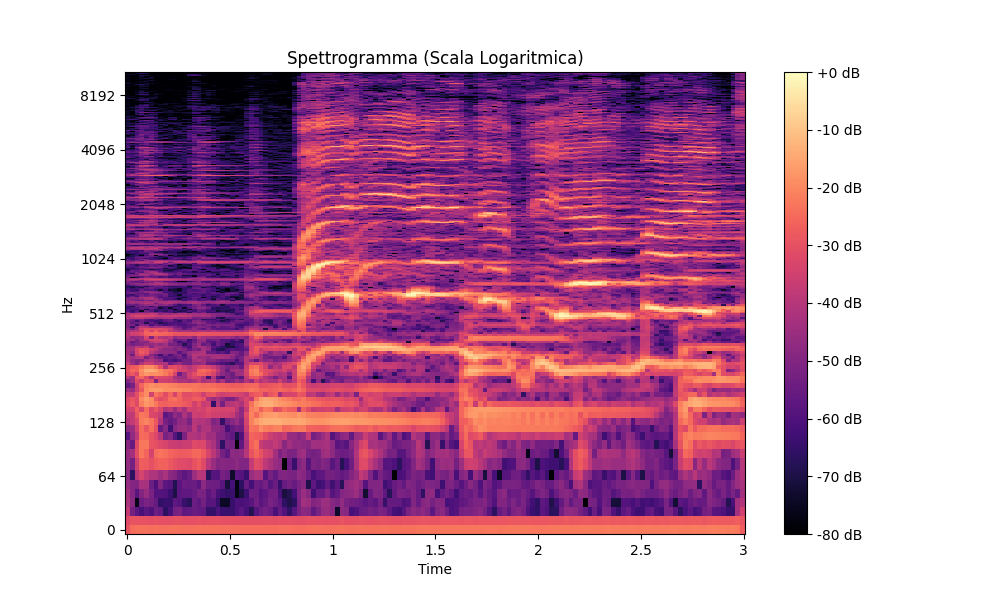 Spettrogramma (Scala Logaritmica)
Hz
8192
4096
2048
1024
512
256
128
64
0
0 0.5 1 1.5 2 2.5 3
Time
+0 dB
-10 dB
-20 dB
-30 dB
-40 dB
-50 dB
-60 dB
-70 dB
-80 dB